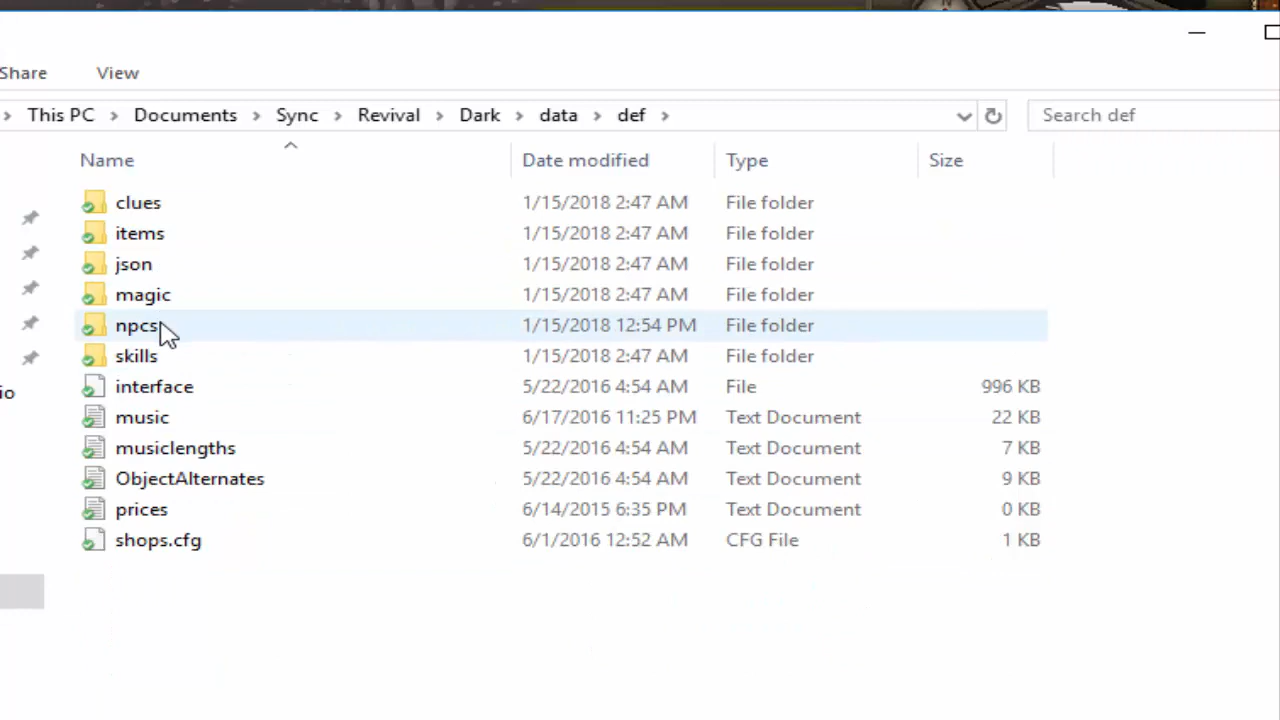 Share View
This PC Documents Sync Revival Dark data def Search def
Name Date modified Type Size
clues 1/15/2018 2:47 AM File folder
items 1/15/2018 2:47 AM File folder
json 1/15/2018 2:47 AM File folder
magic 1/15/2018 2:47 AM File folder
npcs 1/15/2018 12:54 PM File folder
skills 1/15/2018 2:47 AM File folder
interface 5/22/2016 4:54 AM File 996 KB
io
music 6/17/2016 11:25 PM Text Document 22 KB
musiclengths 5/22/2016 4:54 AM Text Document 7 KB
ObjectAlternates 5/22/2016 4:54 AM Text Document 9 KB
prices 6/14/2015 6:35 PM Text Document 0 KB
shops.cfg 6/1/2016 12:52 AM CFG File 1 KB